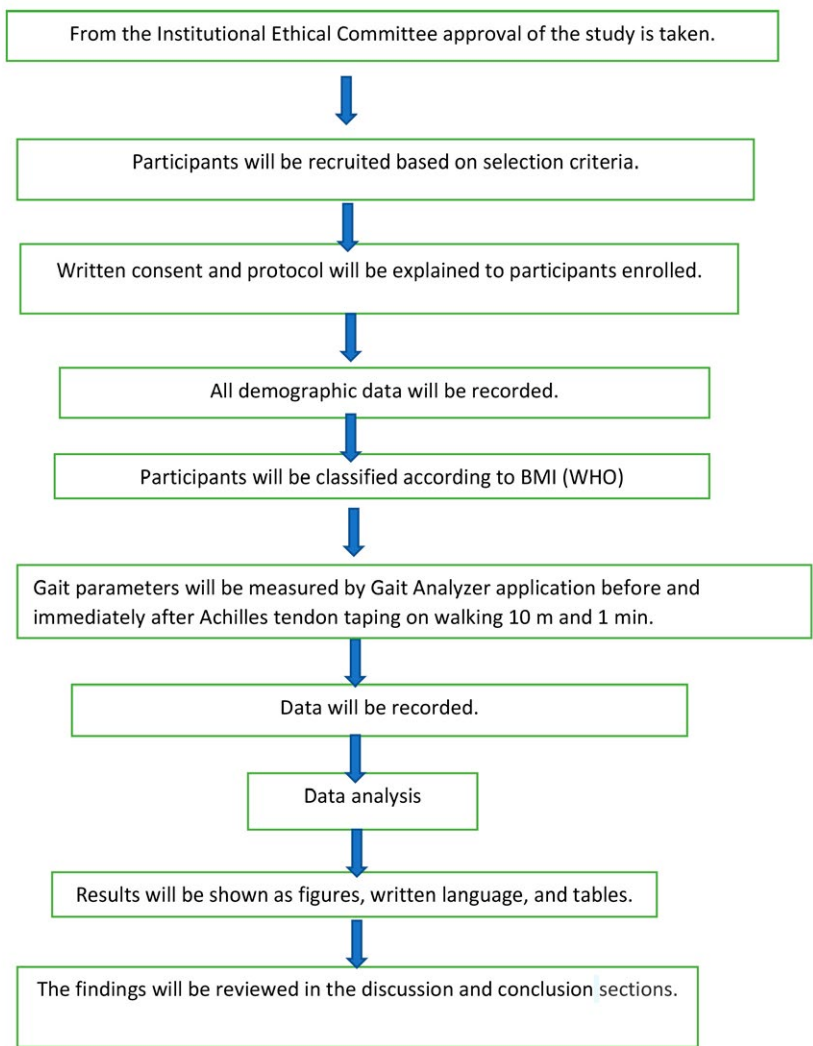 From the Institutional Ethical Committee approval of the study is taken.
Participants will be recruited based on selection criteria.
Written consent and protocol will be explained to participants enrolled.
All demographic data will be recorded.
Participants will be classified according to BMI (WHO)
Gait parameters will be measured by Gait Analyzer application before and
immediately after Achilles tendon taping on walking 10 m and 1 min.
Data will be recorded.
Data analysis
Results will be shown as figures, written language, and tables.
The findings will be reviewed in the discussion and conclusion sections.